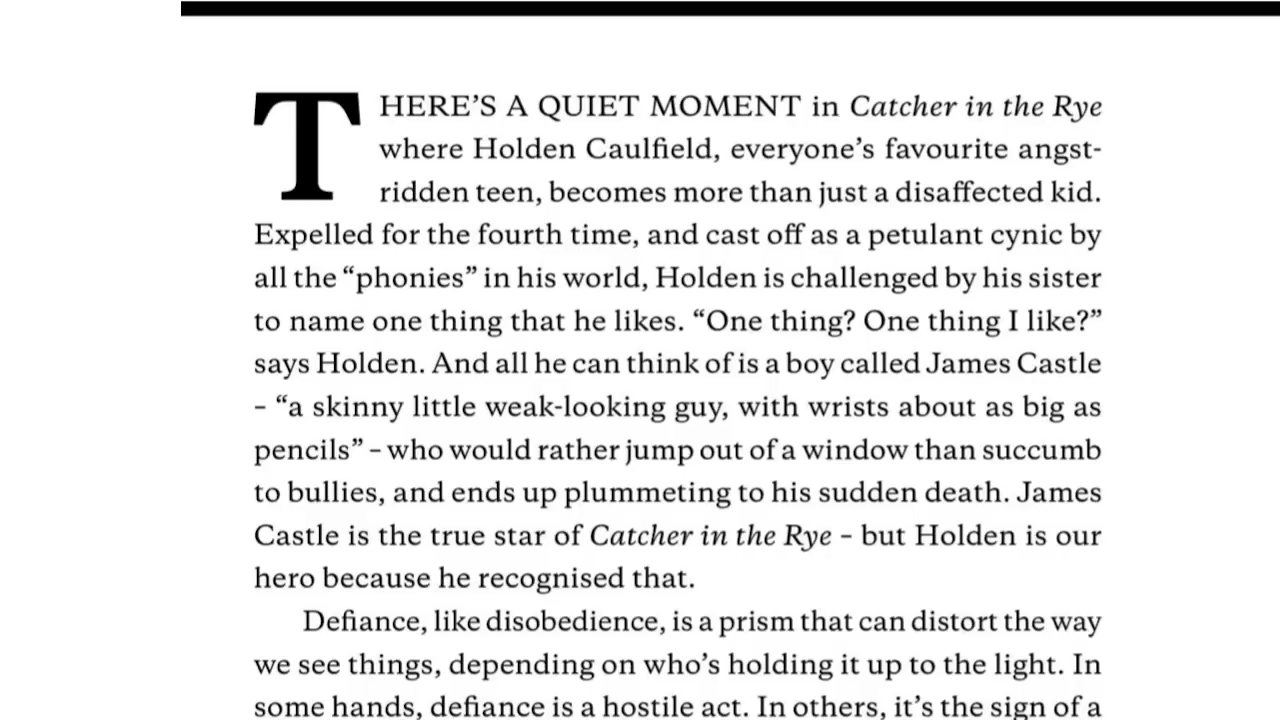 THERE’S A QUIET MOMENT in Catcher in the Rye
where Holden Caulfield, everyone’s favourite angst-
ridden teen, becomes more than just a disaffected kid.
Expelled for the fourth time, and cast off as a petulant cynic by
all the “phonies” in his world, Holden is challenged by his sister
to name one thing that he likes. “One thing? One thing I like?”
says Holden. And all he can think of is a boy called James Castle
– “a skinny little weak-looking guy, with wrists about as big as
pencils” – who would rather jump out of a window than succumb
to bullies, and ends up plummeting to his sudden death. James
Castle is the true star of Catcher in the Rye – but Holden is our
hero because he recognised that.
Defiance, like disobedience, is a prism that can distort the way
we see things, depending on who’s holding it up to the light. In
some hands, defiance is a hostile act. In others, it’s the sign of a